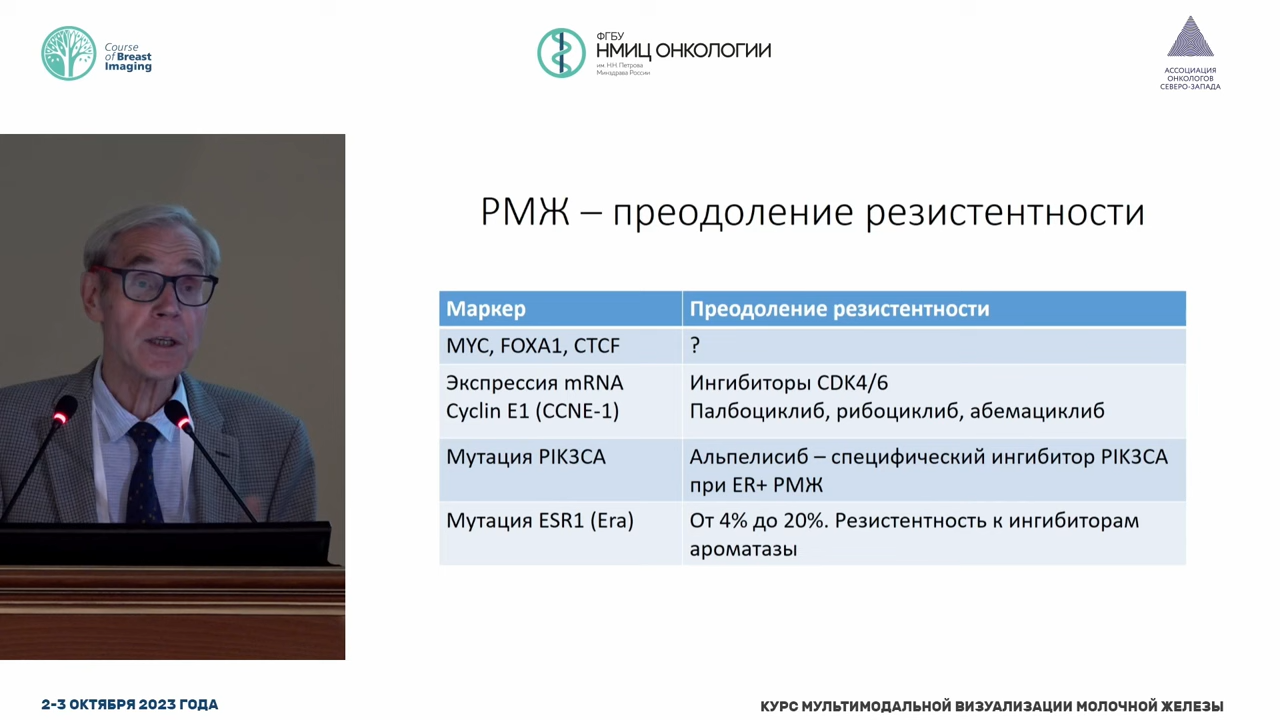 Course
of Breast
Imaging
ФГБУ
НМИЦ ОНКОЛОГИИ
им. Н.Н. Петрова
Минздрава России
АССОЦИАЦИЯ
ОНКОЛОГОВ
СЕВЕРО-ЗАПАДА
РМЖ – преодоление резистентности
Маркер
Преодоление резистентности
MYC, FOXA1, CTCF
?
Экспрессия mRNA
Cyclin E1 (CCNE-1)
Ингибиторы CDK4/6
Палбоциклиб, рибоциклиб, абемациклиб
Мутация PIK3CA
Альпелисиб – специфический ингибитор PIK3CA
при ER+ РМЖ
Мутация ESR1 (Era)
От 4% до 20%. Резистентность к ингибиторам
ароматазы
2-3 ОКТЯБРЯ 2023 ГОДА
КУРС МУЛЬТИМОДАЛЬНОЙ ВИЗУАЛИЗАЦИИ МОЛОЧНОЙ ЖЕЛЕЗЫ